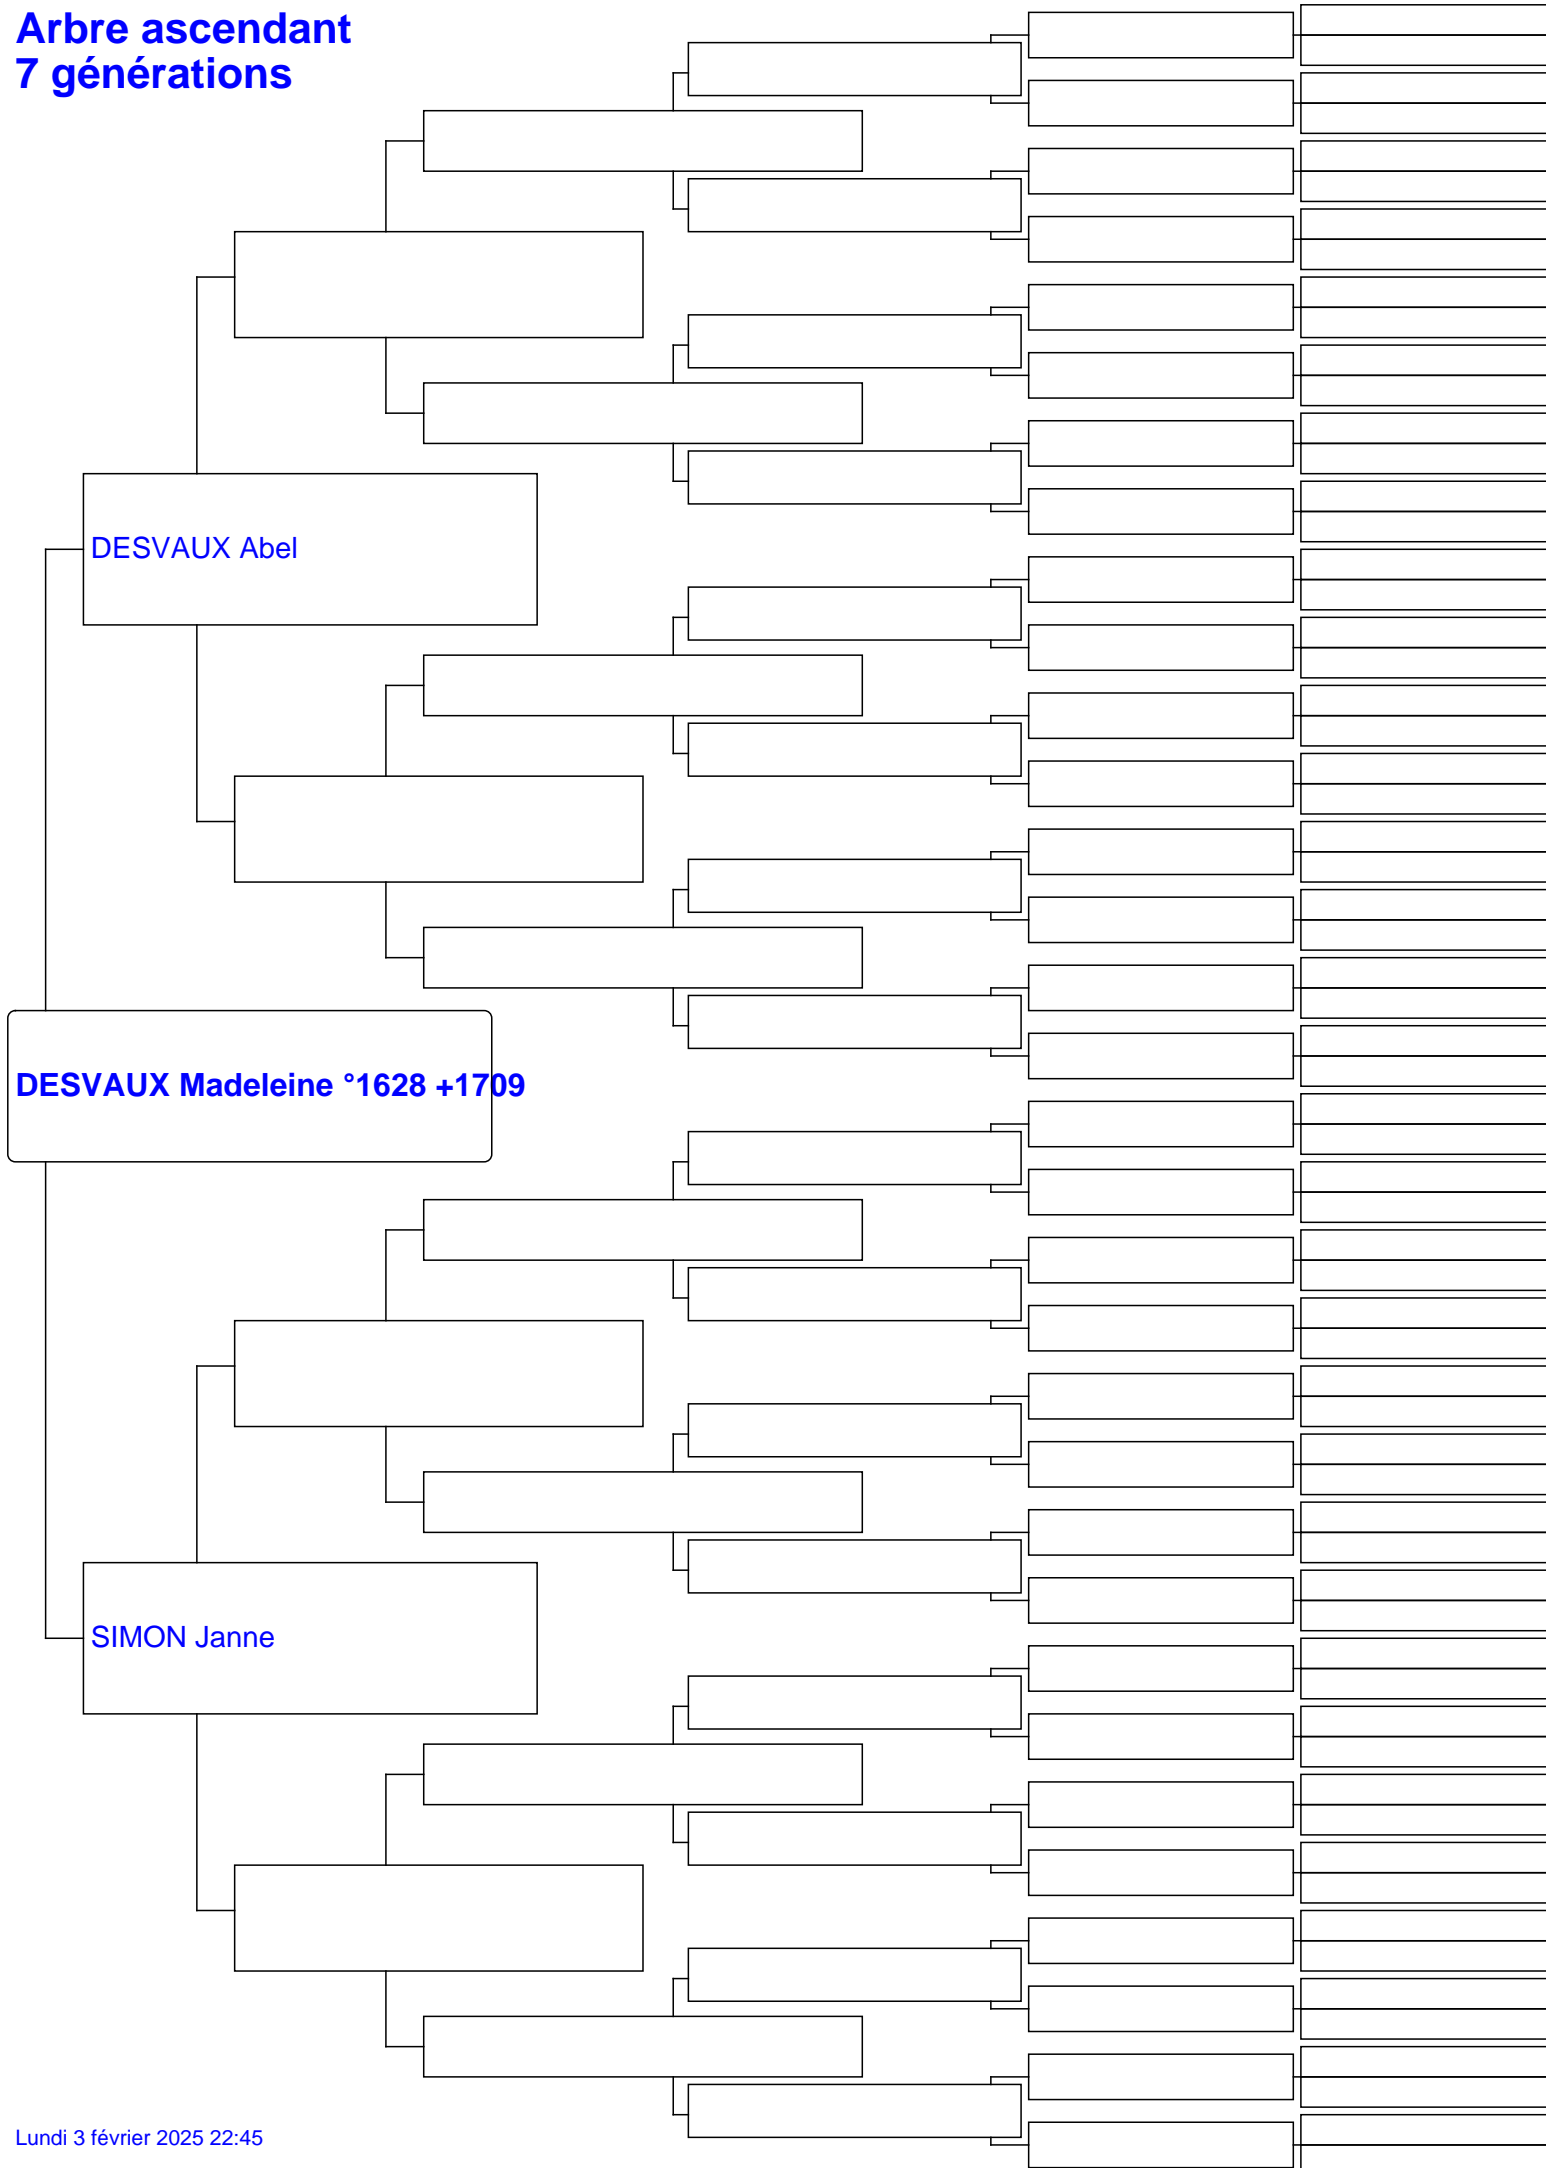 Arbre ascendant
7 générations
DESVAUX Abel
DESVAUX Madeleine °1628 +1709
SIMON Janne
Lundi 3 février 2025 22:45